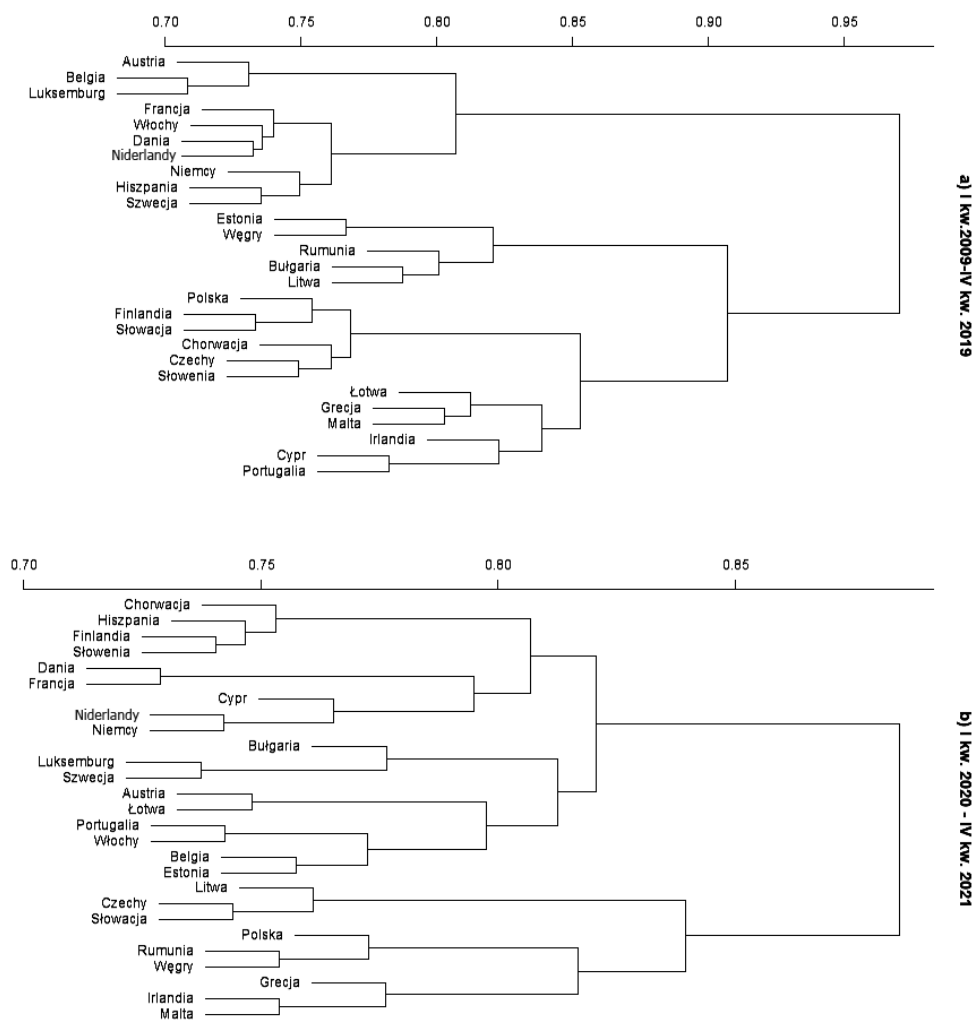 0.70 0.75 0.80 0.85 0.90 0.95
Austria
Belgia
Luksemburg
Francja
Włochy
Dania
Niderlandy
Niemcy
Hiszpania
Szwecja
Estonia
Węgry
Rumunia
Bułgaria
Litwa
Polska
Finlandia
Słowacja
Chorwacja
Czechy
Słowenia
Łotwa
Grecja
Malta
Irlandia
Cypr
Portugalia
a) I kw.2009-IV kw. 2019
0.70 0.75 0.80 0.85
Chorwacja
Hiszpania
Finlandia
Słowenia
Dania
Francja
Cypr
Niderlandy
Niemcy
Bułgaria
Luksemburg
Szwecja
Austria
Łotwa
Portugalia
Włochy
Belgia
Estonia
Litwa
Czechy
Słowacja
Polska
Rumunia
Węgry
Grecja
Irlandia
Malta
b) I kw. 2020 - IV kw. 2021